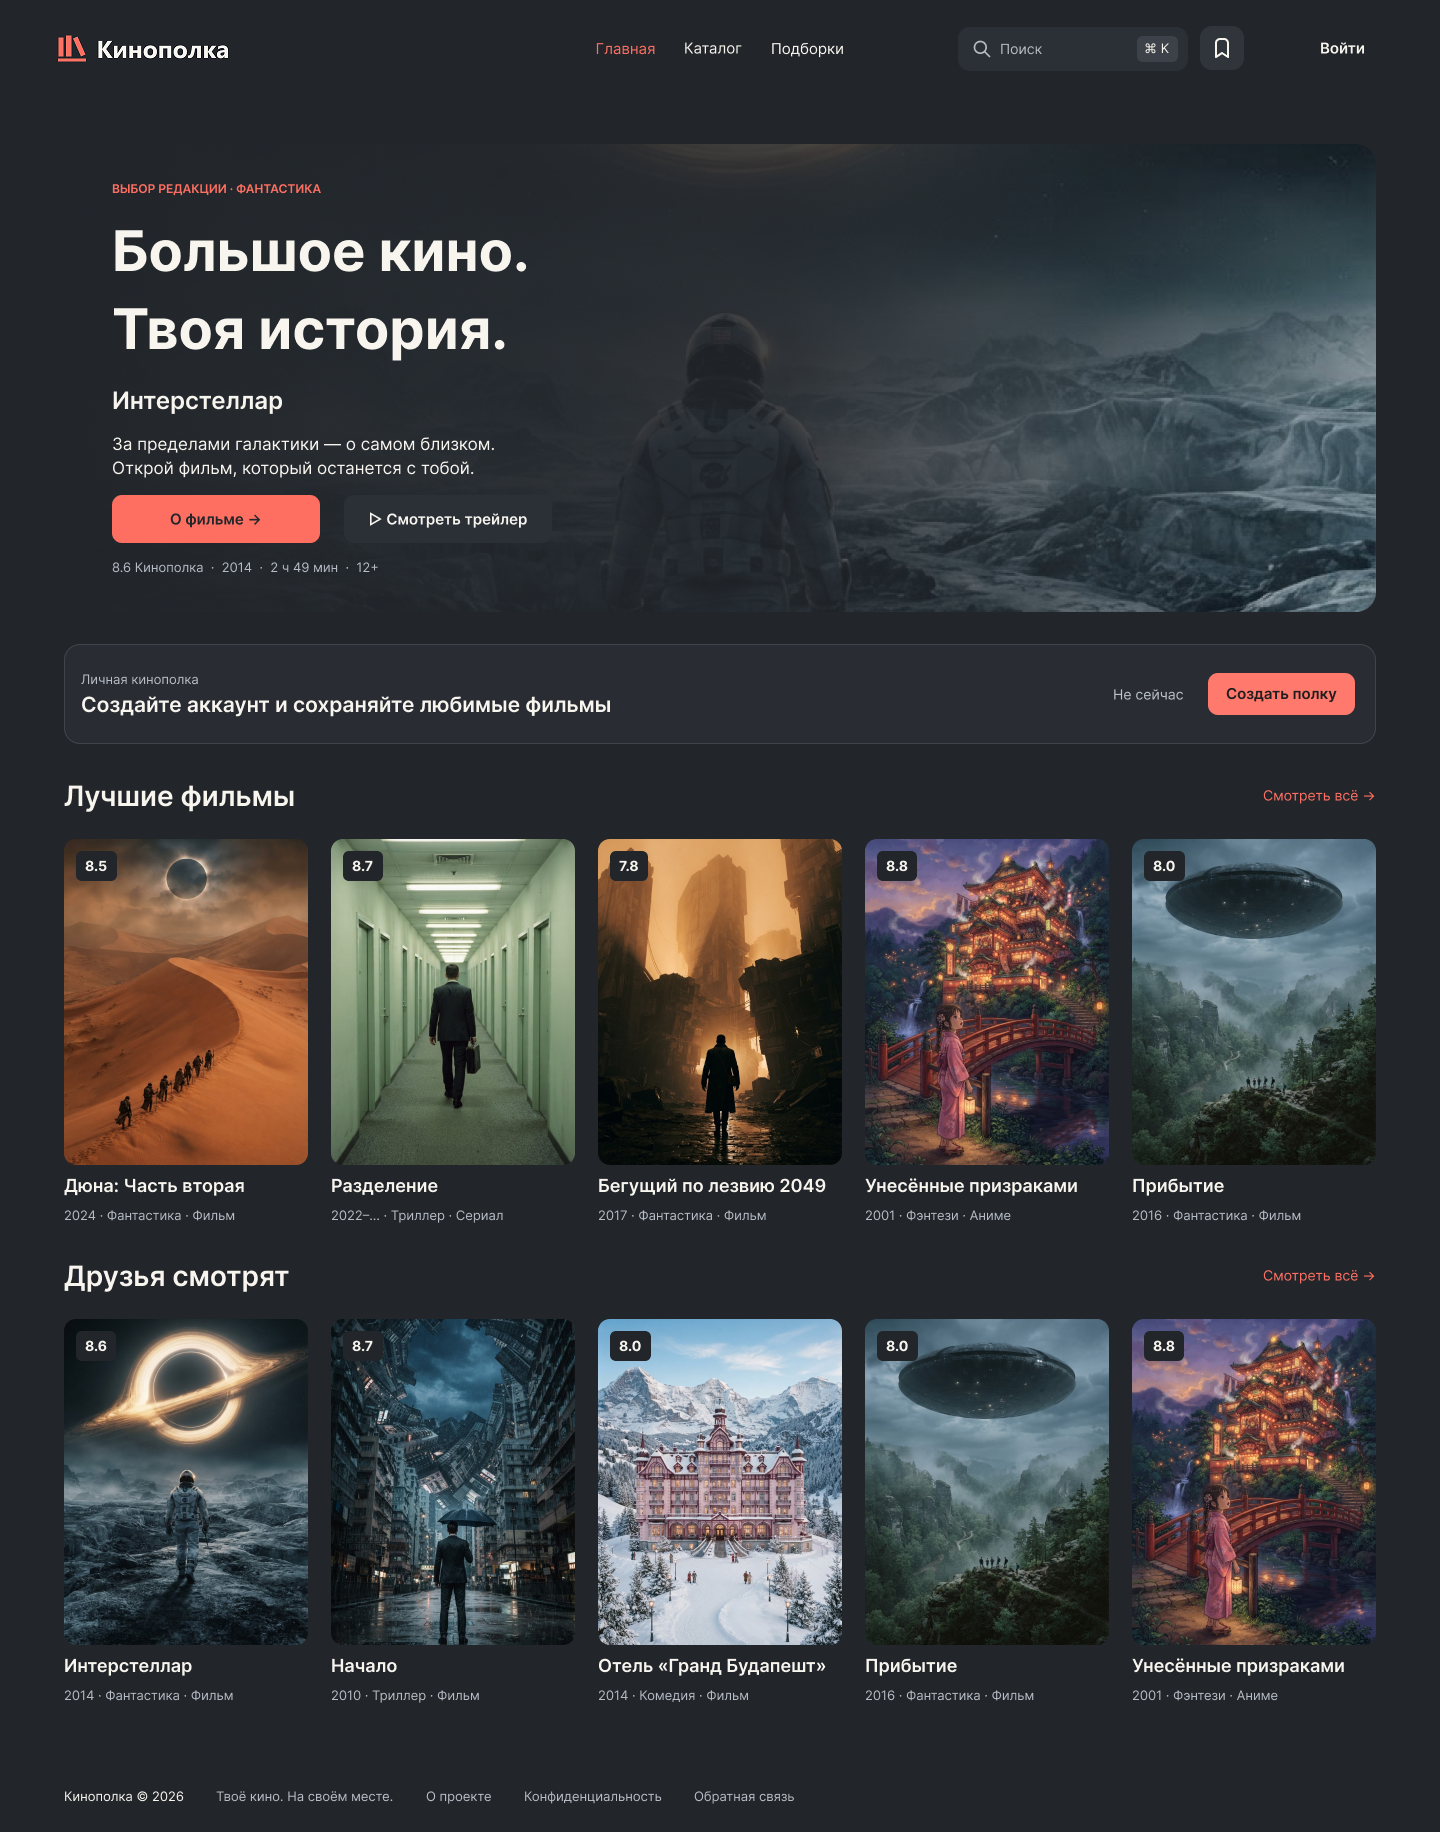 Кинополка
Главная
Каталог
Подборки
Поиск
⌘ K
Войти
ВЫБОР РЕДАКЦИИ · ФАНТАСТИКА
Большое кино.
Твоя история.
Интерстеллар
За пределами галактики — о самом близком.
Открой фильм, который останется с тобой.
О фильме →
▷ Смотреть трейлер
8.6 Кинополка · 2014 · 2 ч 49 мин · 12+
Личная кинополка
Создайте аккаунт и сохраняйте любимые фильмы
Не сейчас
Создать полку
Лучшие фильмы
Смотреть всё →
8.5
8.7
7.8
8.8
8.0
Дюна: Часть вторая
2024 · Фантастика · Фильм
Разделение
2022–... · Триллер · Сериал
Бегущий по лезвию 2049
2017 · Фантастика · Фильм
Унесённые призраками
2001 · Фэнтези · Аниме
Прибытие
2016 · Фантастика · Фильм
Друзья смотрят
Смотреть всё →
8.6
8.7
8.0
8.0
8.8
Интерстеллар
2014 · Фантастика · Фильм
Начало
2010 · Триллер · Фильм
Отель «Гранд Будапешт»
2014 · Комедия · Фильм
Прибытие
2016 · Фантастика · Фильм
Унесённые призраками
2001 · Фэнтези · Аниме
Кинополка © 2026
Твоё кино. На своём месте.
О проекте
Конфиденциальность
Обратная связь